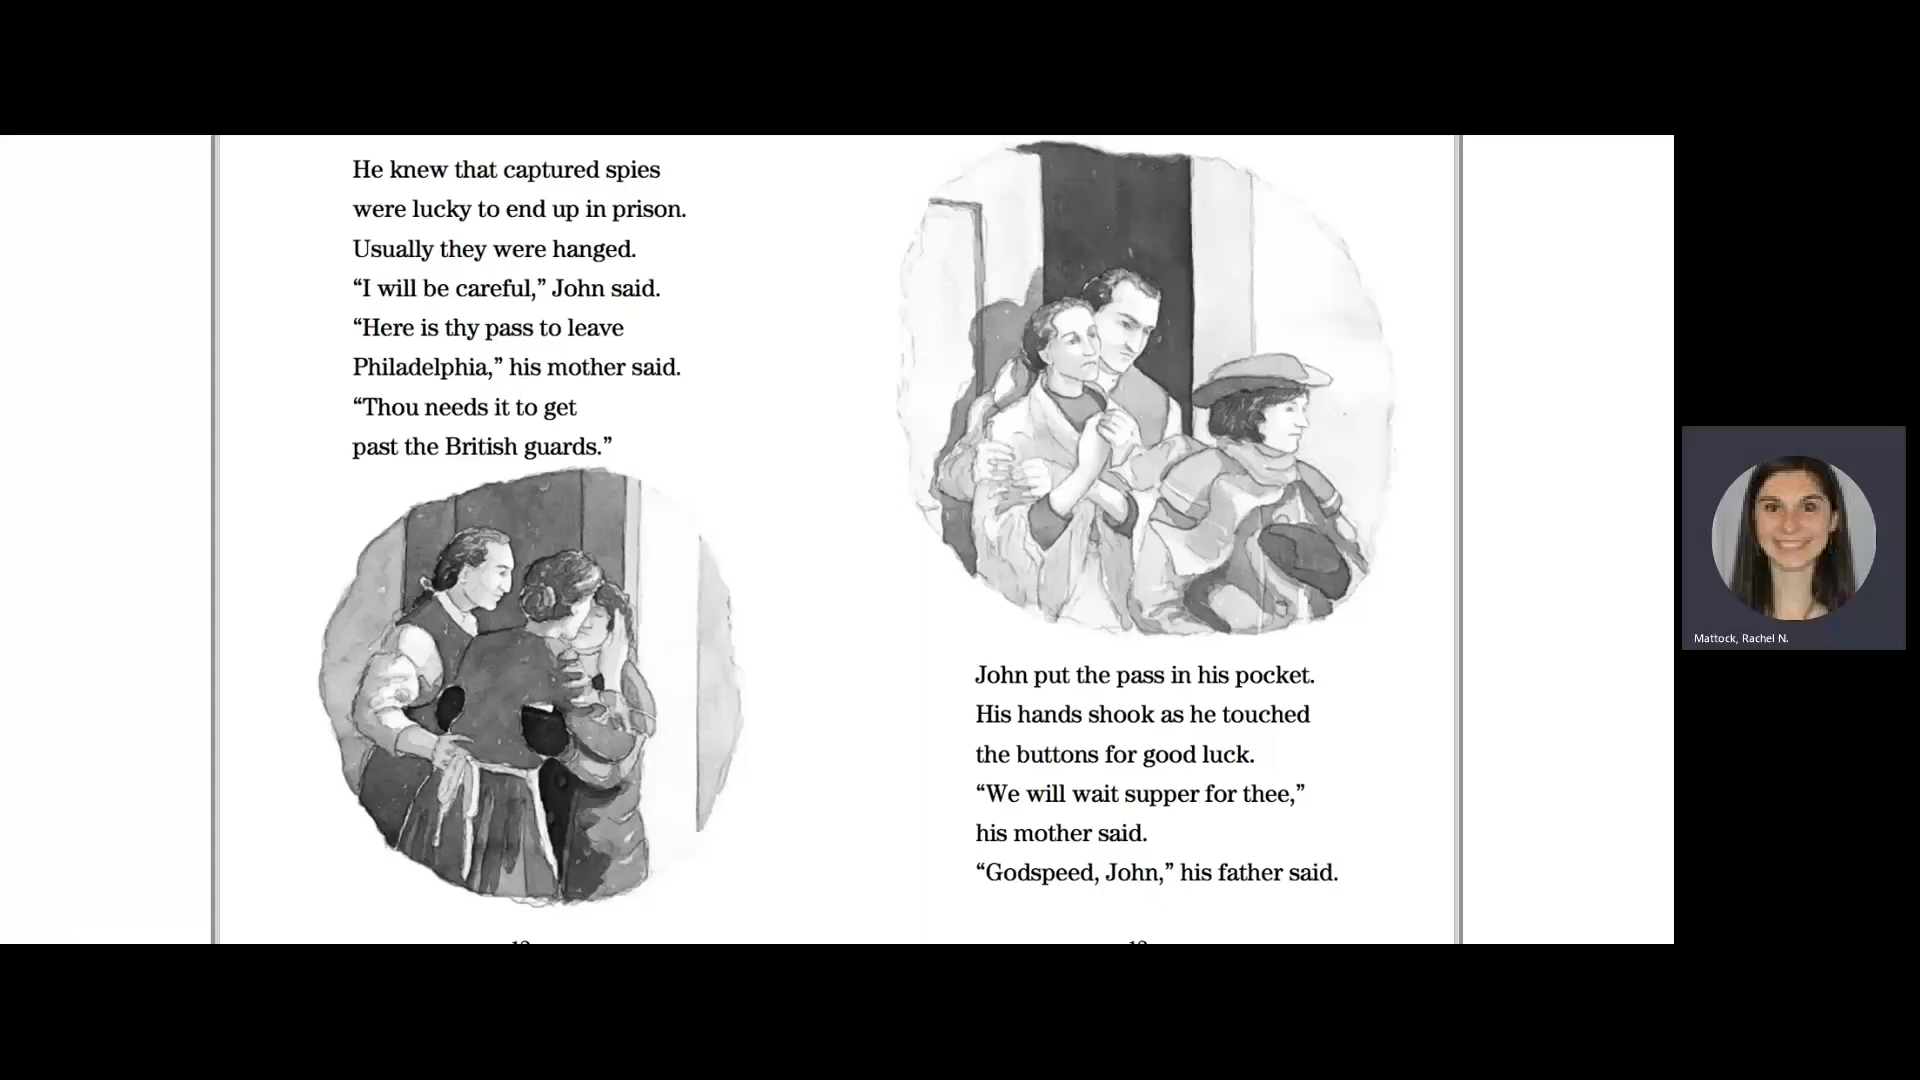 He knew that captured spies
were lucky to end up in prison.
Usually they were hanged.
“I will be careful,” John said.
“Here is thy pass to leave
Philadelphia,” his mother said.
“Thou needs it to get
past the British guards.”
John put the pass in his pocket.
His hands shook as he touched
the buttons for good luck.
“We will wait supper for thee,”
his mother said.
“Godspeed, John,” his father said.
Mattock, Rachel N.